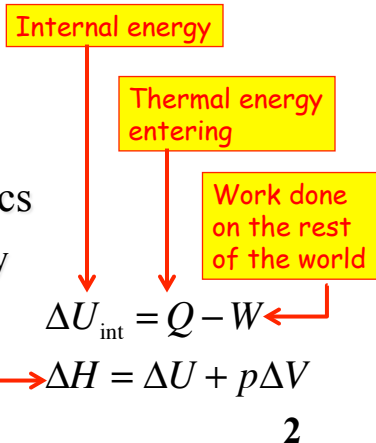 Internal energy
Thermal energy
entering
Work done
on the rest
of the world
cs
y
ΔU_int = Q − W
ΔH = ΔU + pΔV
2